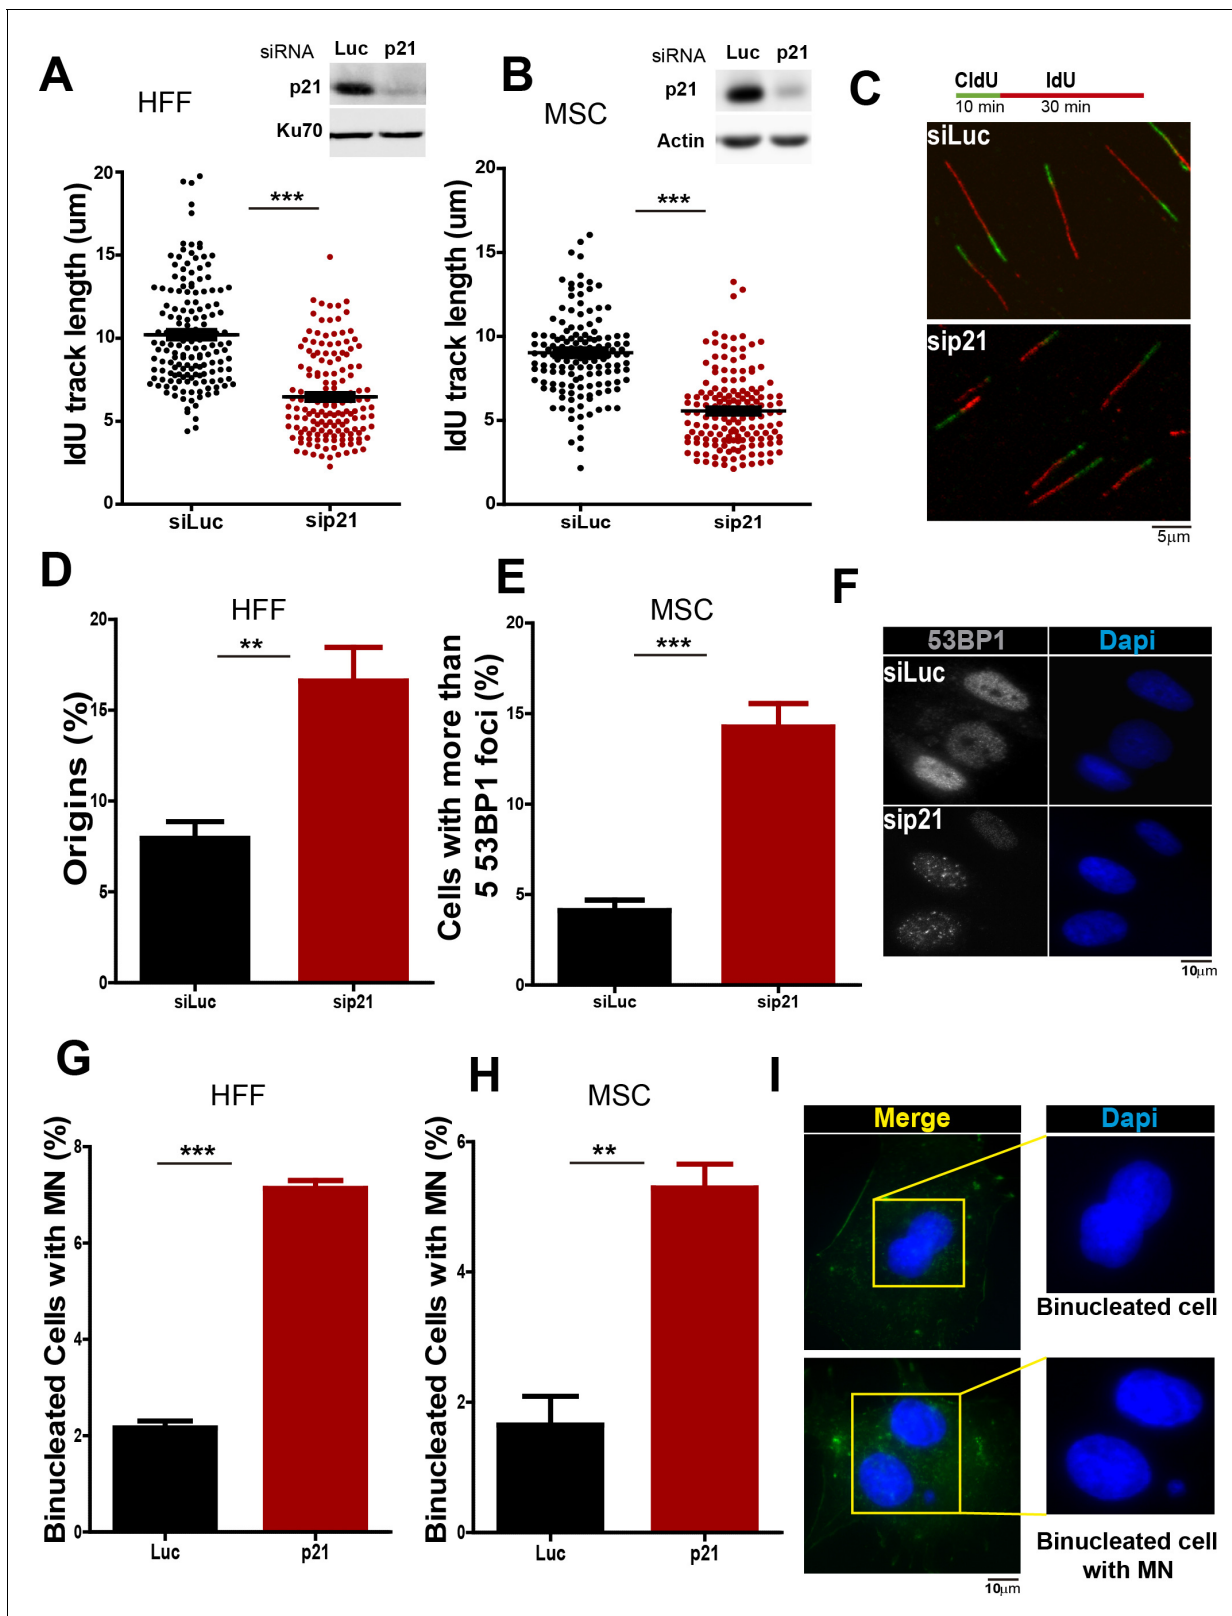 A
HFF
siRNA Luc p21
p21
Ku70
IdU track length (um)
20
15
10
5
0
***
siLuc sip21
B
MSC
siRNA Luc p21
p21
Actin
IdU track length (um)
20
15
10
5
0
***
siLuc sip21
C
CldU IdU
10 min 30 min
siLuc
sip21
5µm
D
HFF
Origins (%)
20
15
10
5
0
**
siLuc sip21
E
MSC
Cells with more than
5 53BP1 foci (%)
20
15
10
5
0
***
siLuc sip21
F
53BP1 Dapi
siLuc
sip21
10µm
G
HFF
Binucleated Cells with MN (%)
8
6
4
2
0
***
Luc p21
H
MSC
Binucleated Cells with MN (%)
6
4
2
0
**
Luc p21
I
Merge Dapi
Binucleated cell
Binucleated cell
with MN
10µm